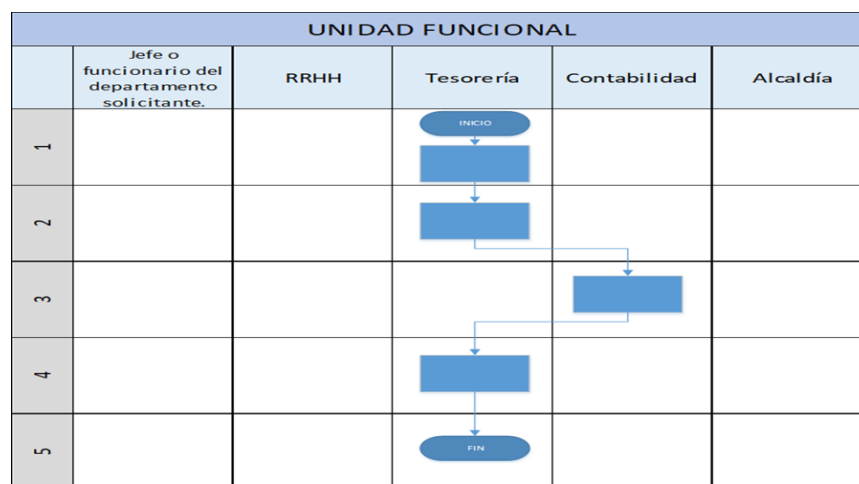 UNIDAD FUNCIONAL
Jefe o
funcionario del
departamento
solicitante.
RRHH
Tesorería
Contabilidad
Alcaldía
INICIO
1
2
3
4
5
FIN